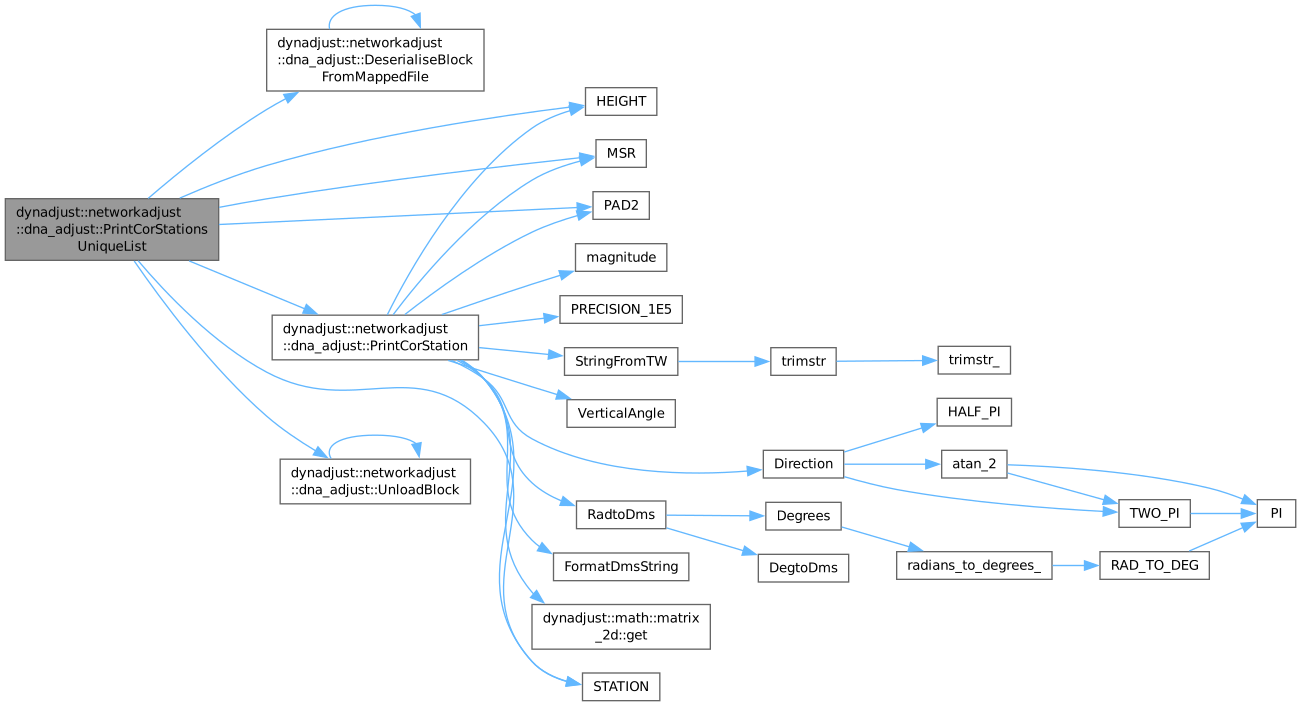 dynadjust::networkadjust
::dna_adjust::DeserialiseBlock
FromMappedFile
HEIGHT
MSR
dynadjust::networkadjust
::dna_adjust::PrintCorStations
UniqueList
PAD2
magnitude
PRECISION_1E5
dynadjust::networkadjust
::dna_adjust::PrintCorStation
StringFromTW
trimstr
trimstr_
VerticalAngle
HALF_PI
Direction
atan_2
dynadjust::networkadjust
::dna_adjust::UnloadBlock
RadtoDms
Degrees
TWO_PI
PI
FormatDmsString
DegtoDms
radians_to_degrees_
RAD_TO_DEG
dynadjust::math::matrix
_2d::get
STATION